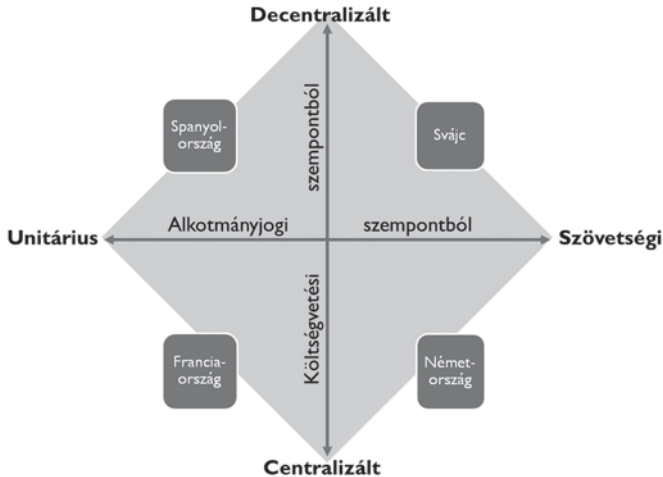 Decentralizált
Spanyol-
ország
szempontból
Svájc
Unitárius
Alkotmányjogi
szempontból
Szövetségi
Költségvetési
Francia-
ország
Német-
ország
Centralizált